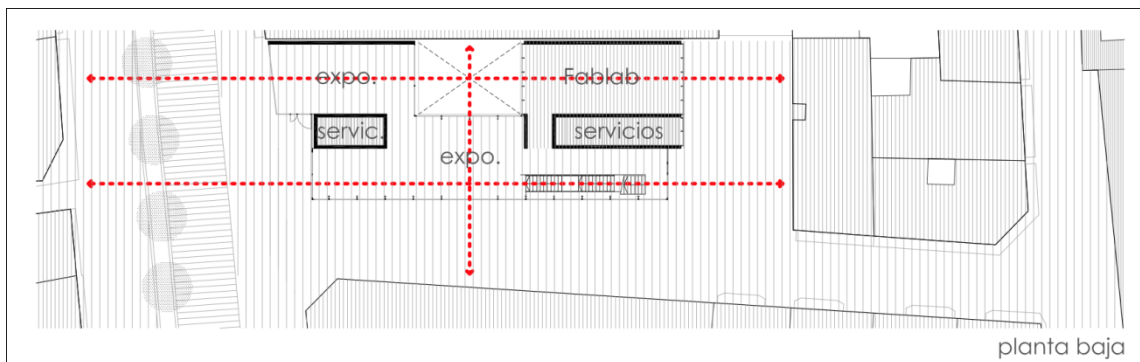 expo.
Fablab
servic.
servicios
expo.
planta baja